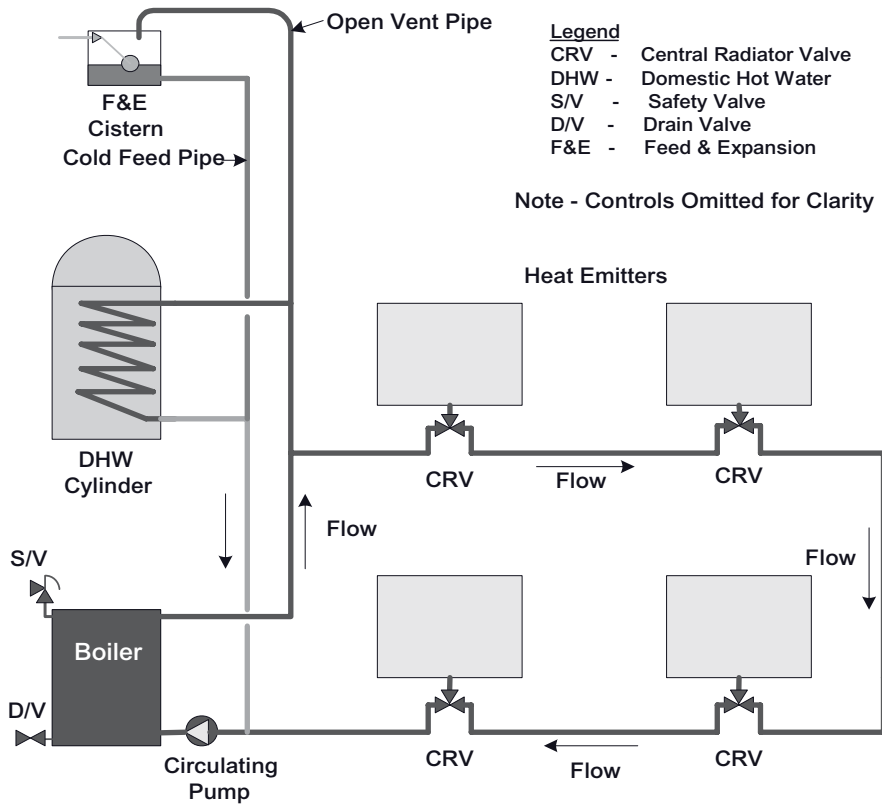 Open Vent Pipe
Legend
CRV - Central Radiator Valve
DHW - Domestic Hot Water
S/V - Safety Valve
D/V - Drain Valve
F&E - Feed & Expansion
F&E
Cistern
Cold Feed Pipe
Note - Controls Omitted for Clarity
Heat Emitters
DHW
Cylinder
CRV
Flow
CRV
Flow
Flow
S/V
Boiler
D/V
Circulating
Pump
CRV
Flow
CRV